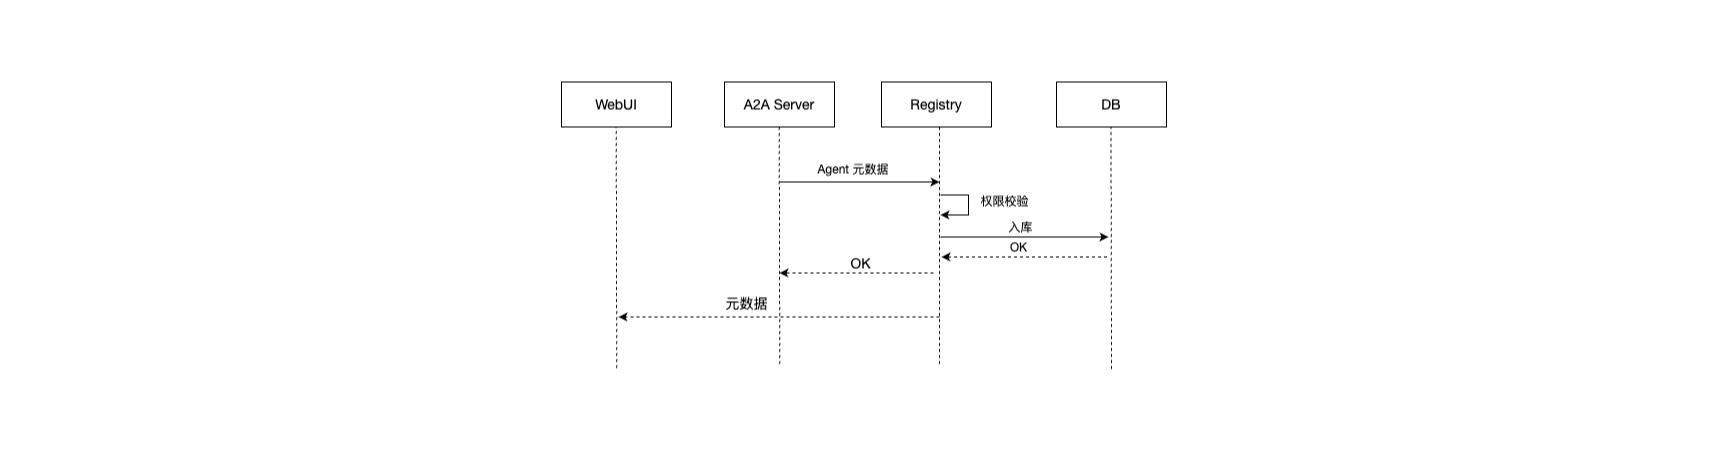 WebUI
A2A Server
Registry
DB
Agent 元数据
权限校验
入库
OK
OK
元数据